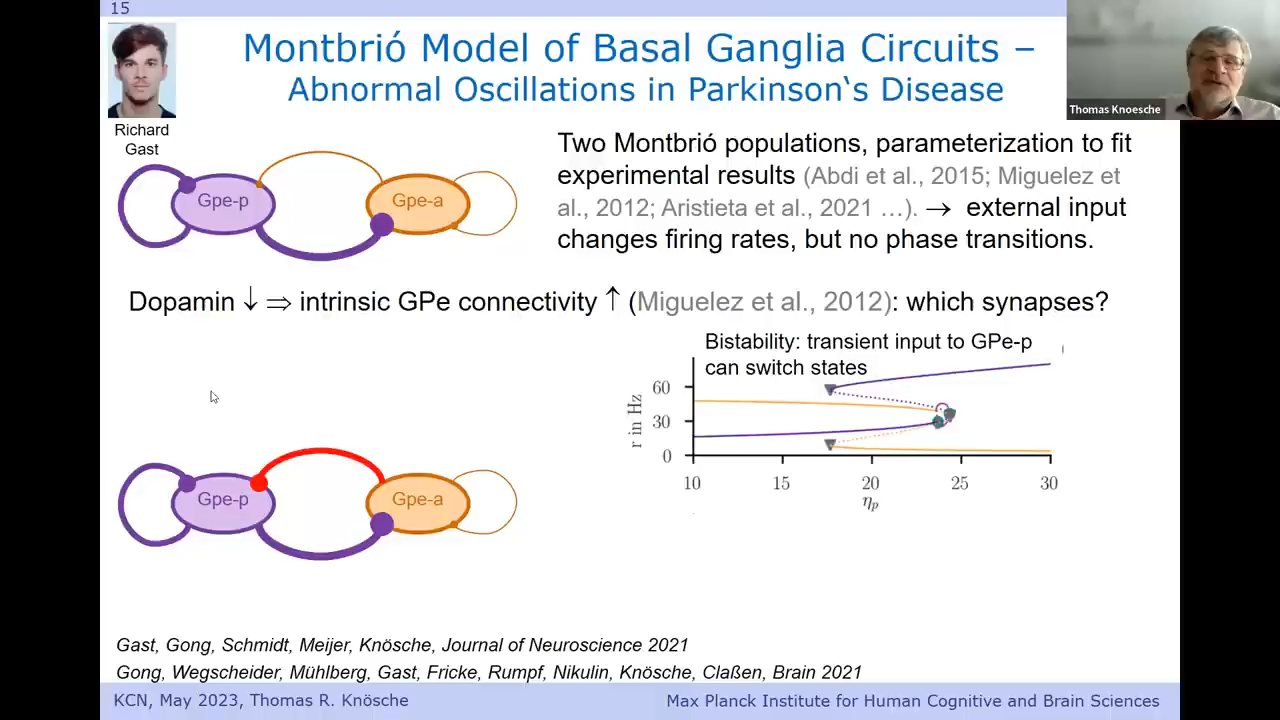 15
Montbrió Model of Basal Ganglia Circuits –
Abnormal Oscillations in Parkinson‘s Disease
Thomas Knoesche
Richard
Gast
Gpe-p
Gpe-a
Two Montbrió populations, parameterization to fit
experimental results (Abdi et al., 2015; Miguelez et
al., 2012; Aristieta et al., 2021 …). → external input
changes firing rates, but no phase transitions.
Dopamin ↓ ⇒ intrinsic GPe connectivity ↑ (Miguelez et al., 2012): which synapses?
Bistability: transient input to GPe-p
can switch states
60
30
0
r in Hz
10 15 20 25 30
ηp
Gpe-p
Gpe-a
Gast, Gong, Schmidt, Meijer, Knösche, Journal of Neuroscience 2021
Gong, Wegscheider, Mühlberg, Gast, Fricke, Rumpf, Nikulin, Knösche, Claßen, Brain 2021
KCN, May 2023, Thomas R. Knösche
Max Planck Institute for Human Cognitive and Brain Sciences